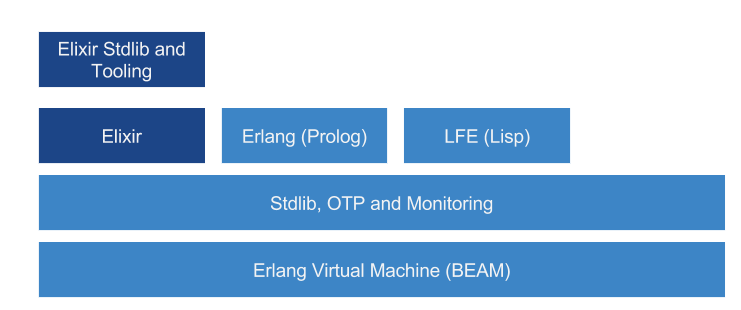 Elixir Stdlib and
Tooling
Elixir
Erlang (Prolog)
LFE (Lisp)
Stdlib, OTP and Monitoring
Erlang Virtual Machine (BEAM)